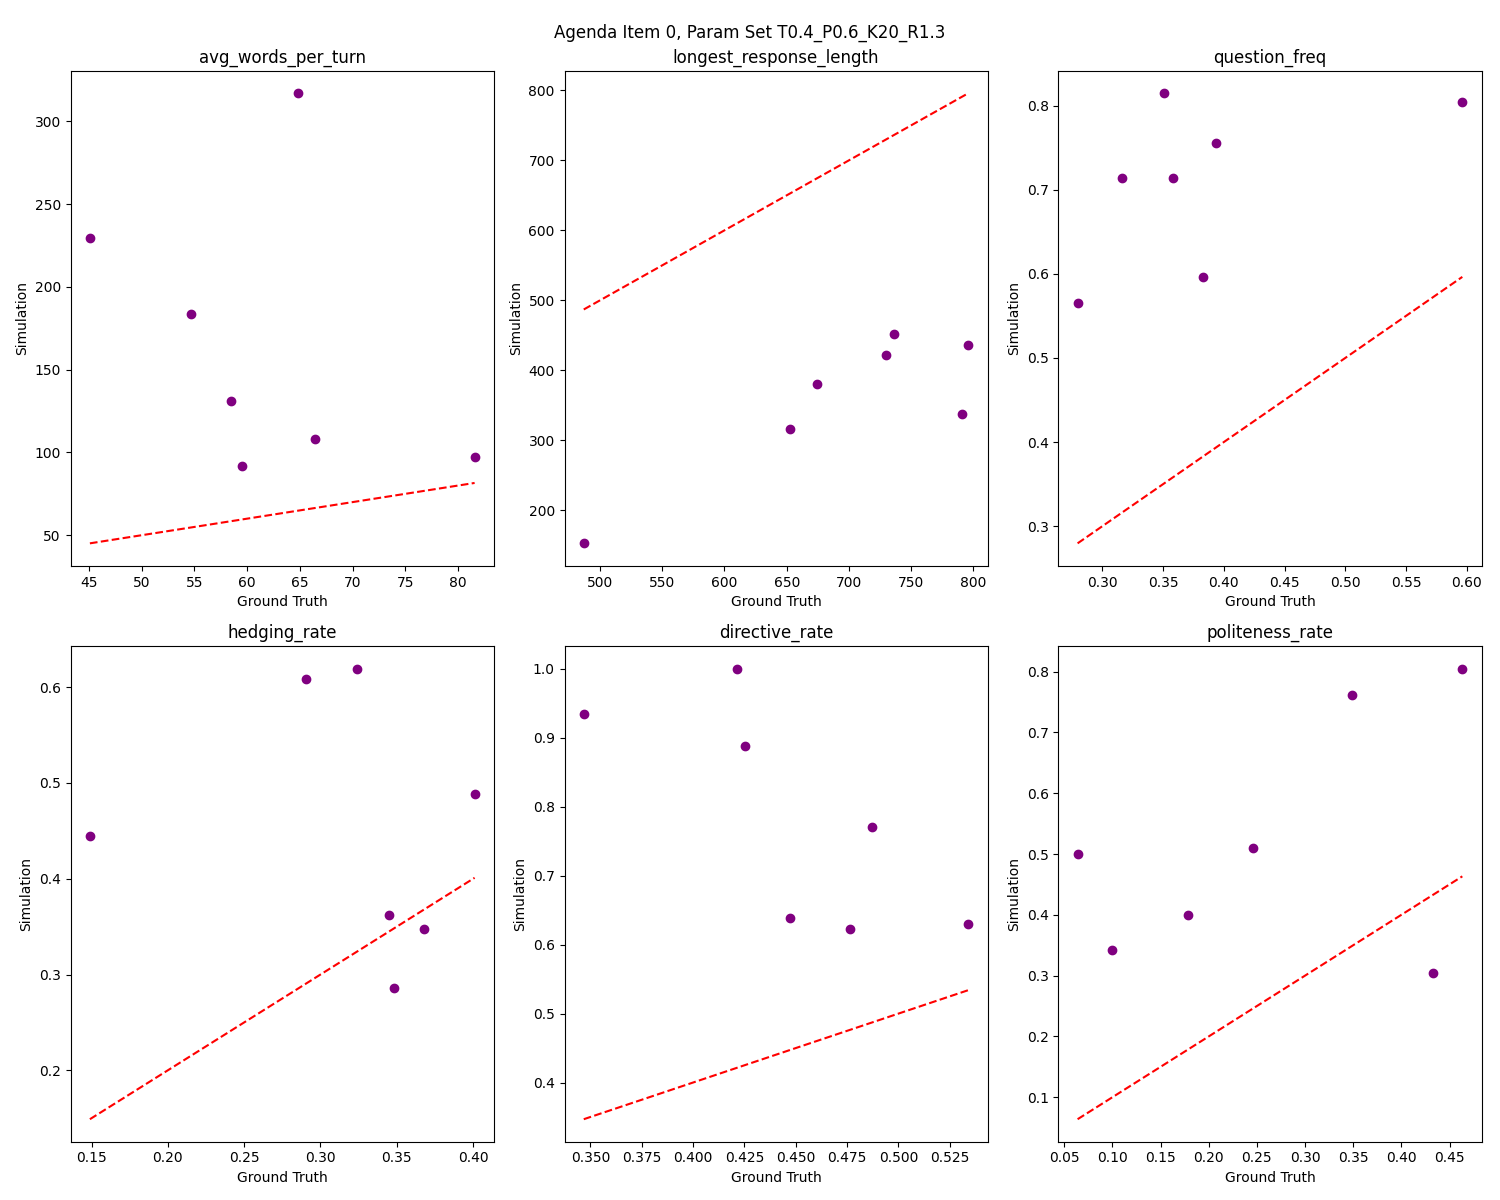 Agenda Item 0, Param Set T0.4_P0.6_K20_R1.3
avg_words_per_turn
300
250
200
150
100
50
Simulation
45 50 55 60 65 70 75 80
Ground Truth
longest_response_length
800
700
600
500
400
300
200
Simulation
500 550 600 650 700 750 800
Ground Truth
question_freq
0.8
0.7
0.6
0.5
0.4
0.3
Simulation
0.30 0.35 0.40 0.45 0.50 0.55 0.60
Ground Truth
hedging_rate
0.6
0.5
0.4
0.3
0.2
Simulation
0.15 0.20 0.25 0.30 0.35 0.40
Ground Truth
directive_rate
1.0
0.9
0.8
0.7
0.6
0.5
0.4
Simulation
0.350 0.375 0.400 0.425 0.450 0.475 0.500 0.525
Ground Truth
politeness_rate
0.8
0.7
0.6
0.5
0.4
0.3
0.2
0.1
Simulation
0.05 0.10 0.15 0.20 0.25 0.30 0.35 0.40 0.45
Ground Truth